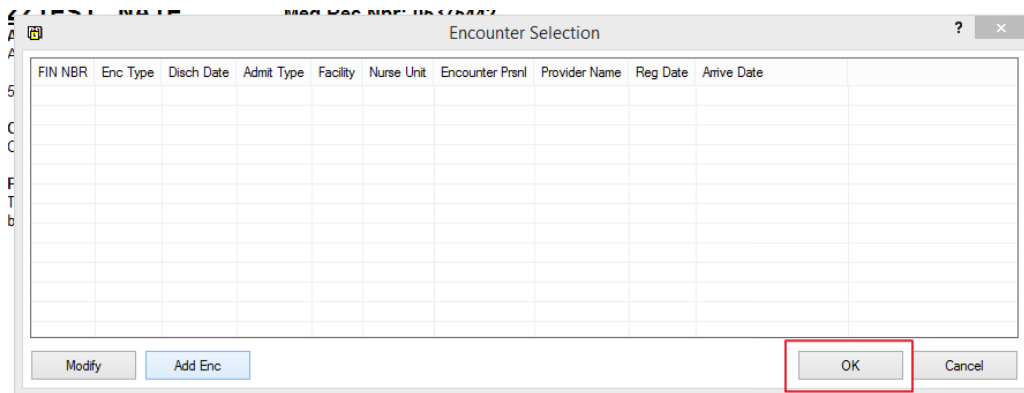 Encounter Selection
?
FIN NBR Enc Type Disch Date Admit Type Facility Nurse Unit Encounter Prsnl Provider Name Reg Date Arrive Date
Modify Add Enc OK Cancel